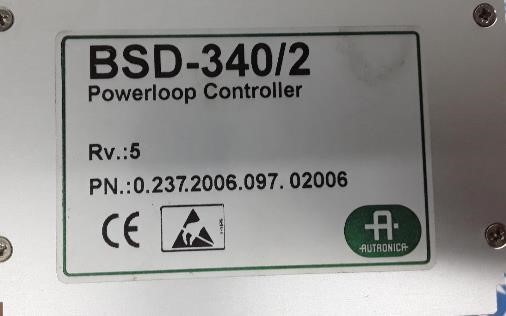 BSD-340/2
Powerloop Controller
Rv.:5
PN.:0.237.2006.097. 02006
CE
A
AUTRONICA